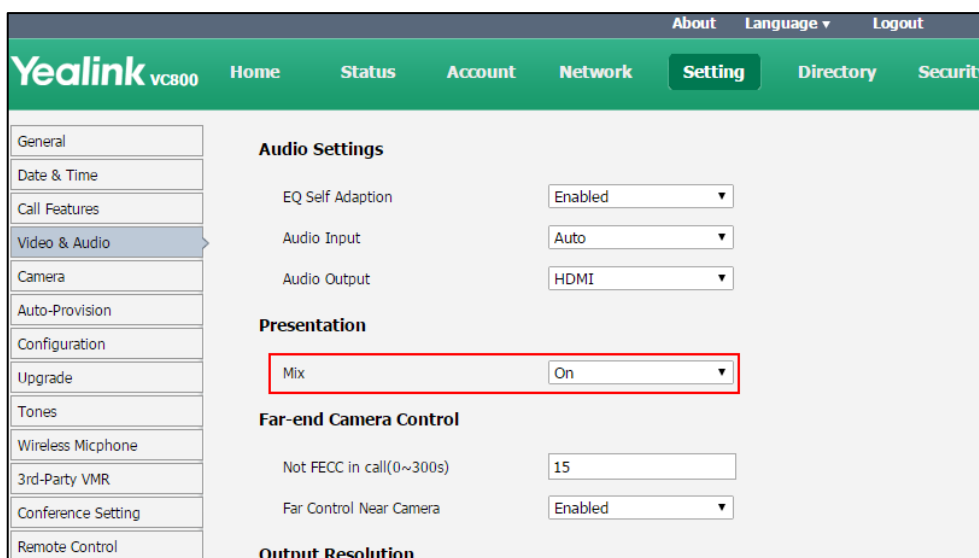 About Language ▾ Logout
Yealink VC800 Home Status Account Network Setting Directory Securit
General
Date & Time
Call Features
Video & Audio
Camera
Auto-Provision
Configuration
Upgrade
Tones
Wireless Micphone
3rd-Party VMR
Conference Setting
Remote Control
Audio Settings
EQ Self Adaption Enabled
Audio Input Auto
Audio Output HDMI
Presentation
Mix On
Far-end Camera Control
Not FECC in call(0~300s) 15
Far Control Near Camera Enabled
Output Resolution